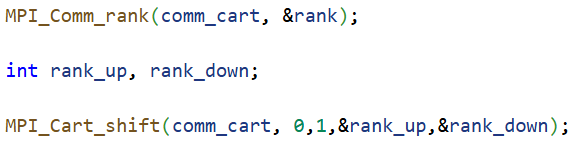 MPI_Comm_rank(comm_cart, &rank);
int rank_up, rank_down;
MPI_Cart_shift(comm_cart, 0,1,&rank_up,&rank_down);